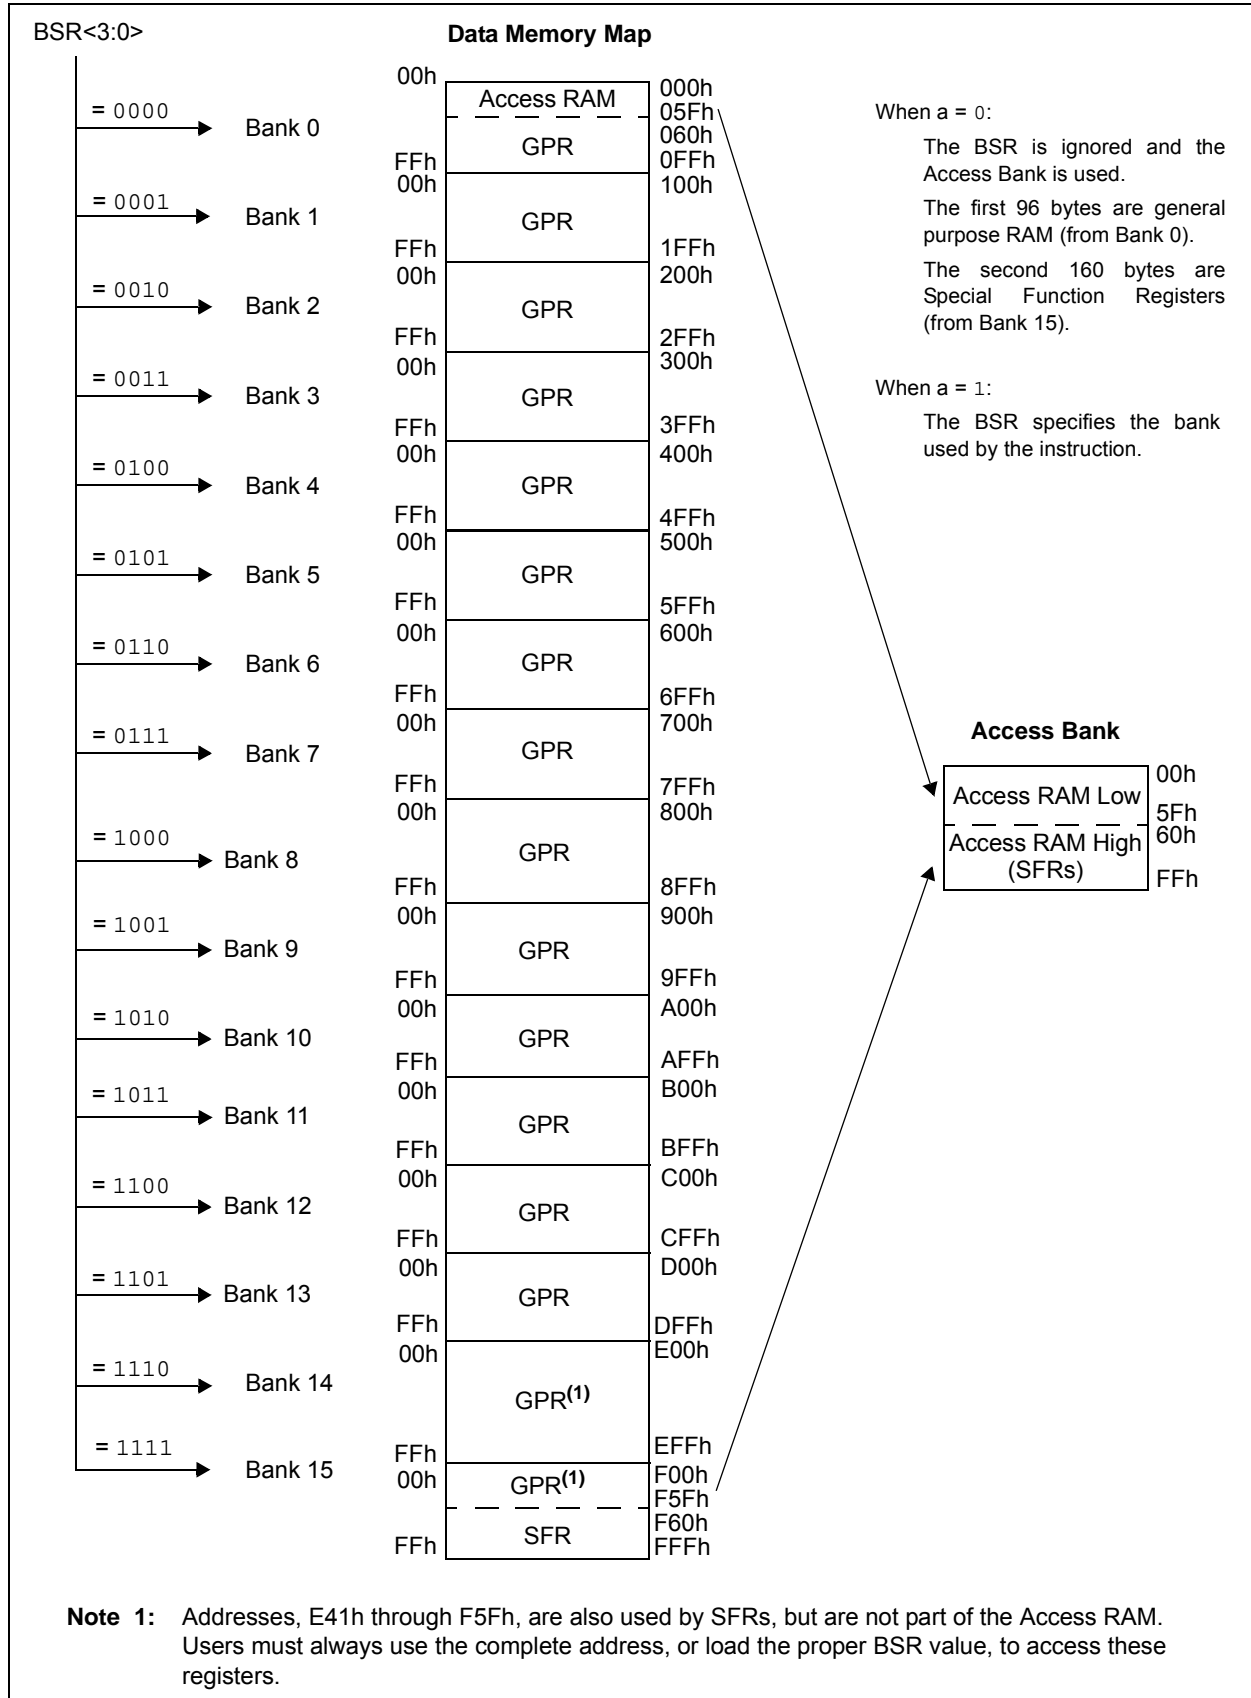 BSR<3:0>
Data Memory Map
= 0000
Bank 0
00h
Access RAM
000h
05Fh
GPR
060h
FFh
0FFh
= 0001
Bank 1
00h
GPR
100h
FFh
1FFh
= 0010
Bank 2
00h
GPR
200h
FFh
2FFh
= 0011
Bank 3
00h
GPR
300h
FFh
3FFh
= 0100
Bank 4
00h
GPR
400h
FFh
4FFh
= 0101
Bank 5
00h
GPR
500h
FFh
5FFh
= 0110
Bank 6
00h
GPR
600h
FFh
6FFh
= 0111
Bank 7
00h
GPR
700h
FFh
7FFh
= 1000
Bank 8
00h
GPR
800h
FFh
8FFh
= 1001
Bank 9
00h
GPR
900h
FFh
9FFh
= 1010
Bank 10
00h
GPR
A00h
FFh
AFFh
= 1011
Bank 11
00h
GPR
B00h
FFh
BFFh
= 1100
Bank 12
00h
GPR
C00h
FFh
CFFh
= 1101
Bank 13
00h
GPR
D00h
FFh
DFFh
= 1110
Bank 14
00h
GPR(1)
E00h
FFh
EFFh
= 1111
Bank 15
00h
GPR(1)
F00h
F5Fh
SFR
F60h
FFh
FFFh
When a = 0:
The BSR is ignored and the
Access Bank is used.
The first 96 bytes are general
purpose RAM (from Bank 0).
The second 160 bytes are
Special Function Registers
(from Bank 15).
When a = 1:
The BSR specifies the bank
used by the instruction.
Access Bank
Access RAM Low
00h
5Fh
Access RAM High
(SFRs)
60h
FFh
Note 1: Addresses, E41h through F5Fh, are also used by SFRs, but are not part of the Access RAM.
Users must always use the complete address, or load the proper BSR value, to access these
registers.